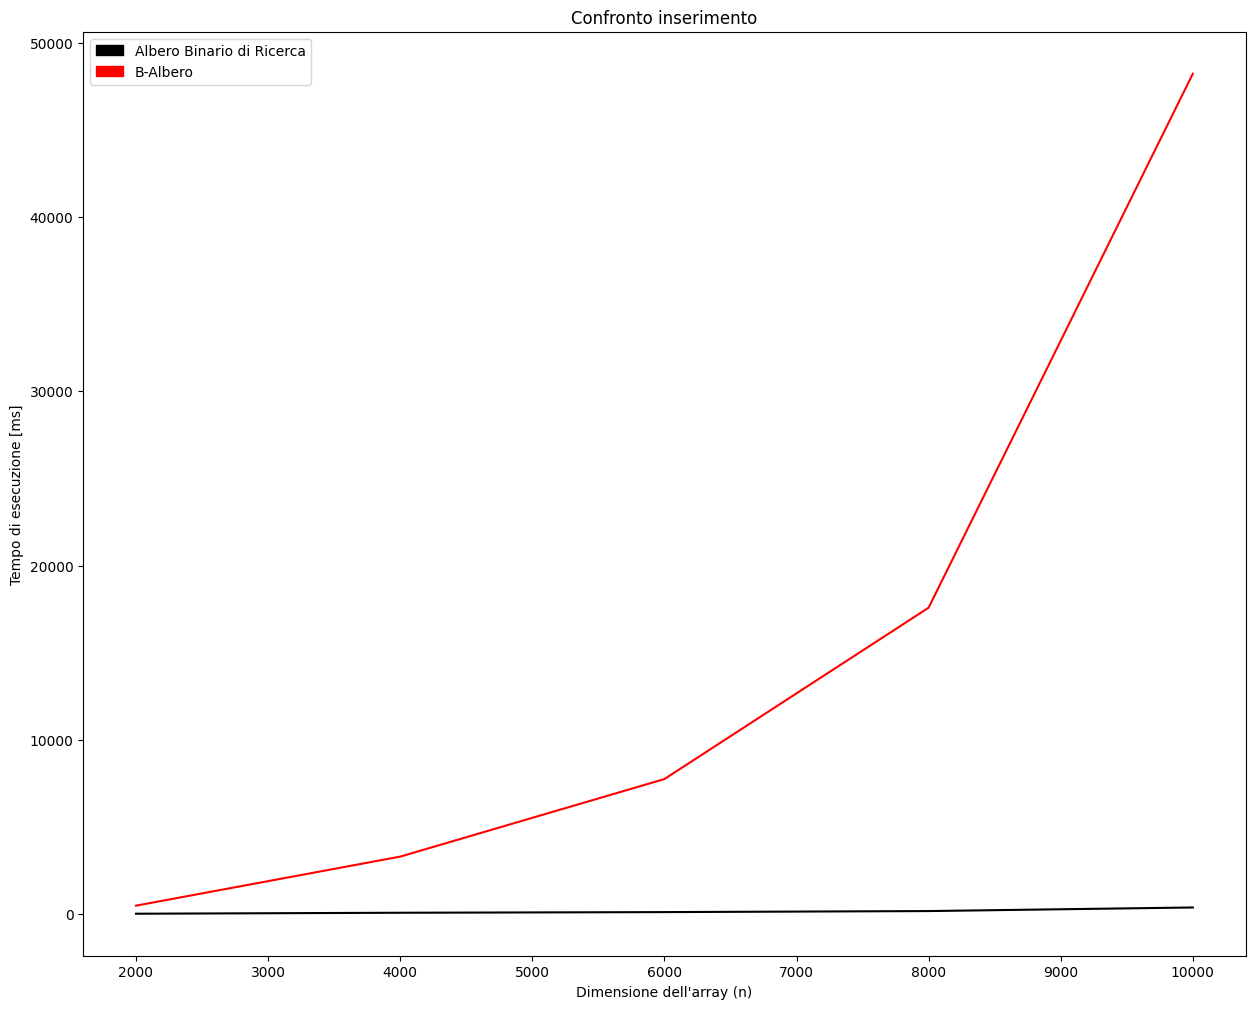 Confronto inserimento
Albero Binario di Ricerca
B-Albero
50000
40000
30000
20000
10000
0
Tempo di esecuzione [ms]
2000 3000 4000 5000 6000 7000 8000 9000 10000
Dimensione dell'array (n)